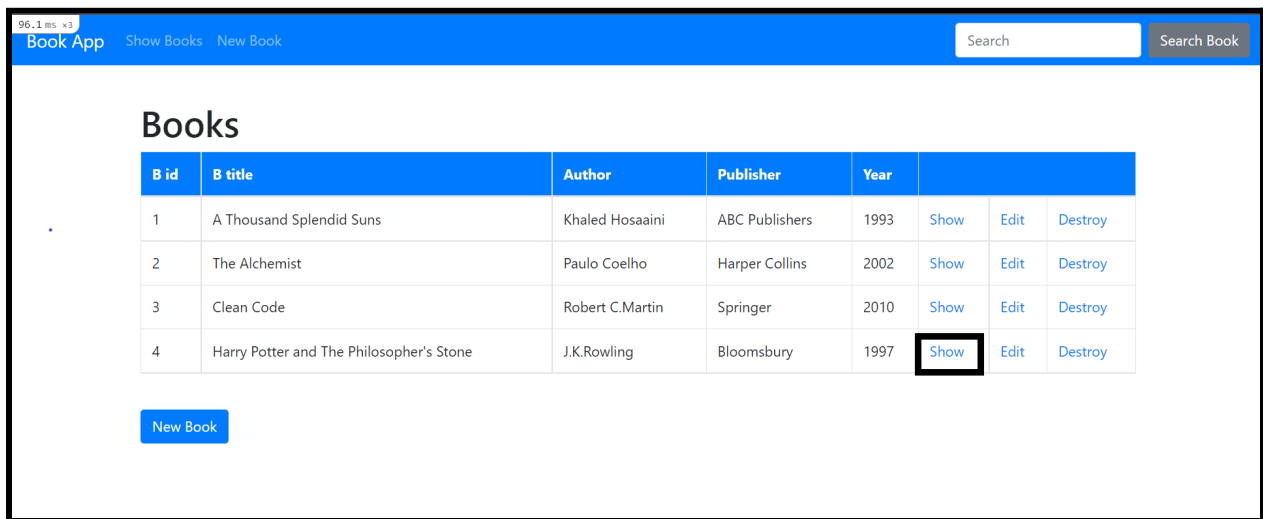 96.1 ms ×3
Book App Show Books New Book Search Search Book
Books
B id B title Author Publisher Year
1 A Thousand Splendid Suns Khaled Hosaaini ABC Publishers 1993 Show Edit Destroy
2 The Alchemist Paulo Coelho Harper Collins 2002 Show Edit Destroy
3 Clean Code Robert C.Martin Springer 2010 Show Edit Destroy
4 Harry Potter and The Philosopher's Stone J.K.Rowling Bloomsbury 1997 Show Edit Destroy
New Book